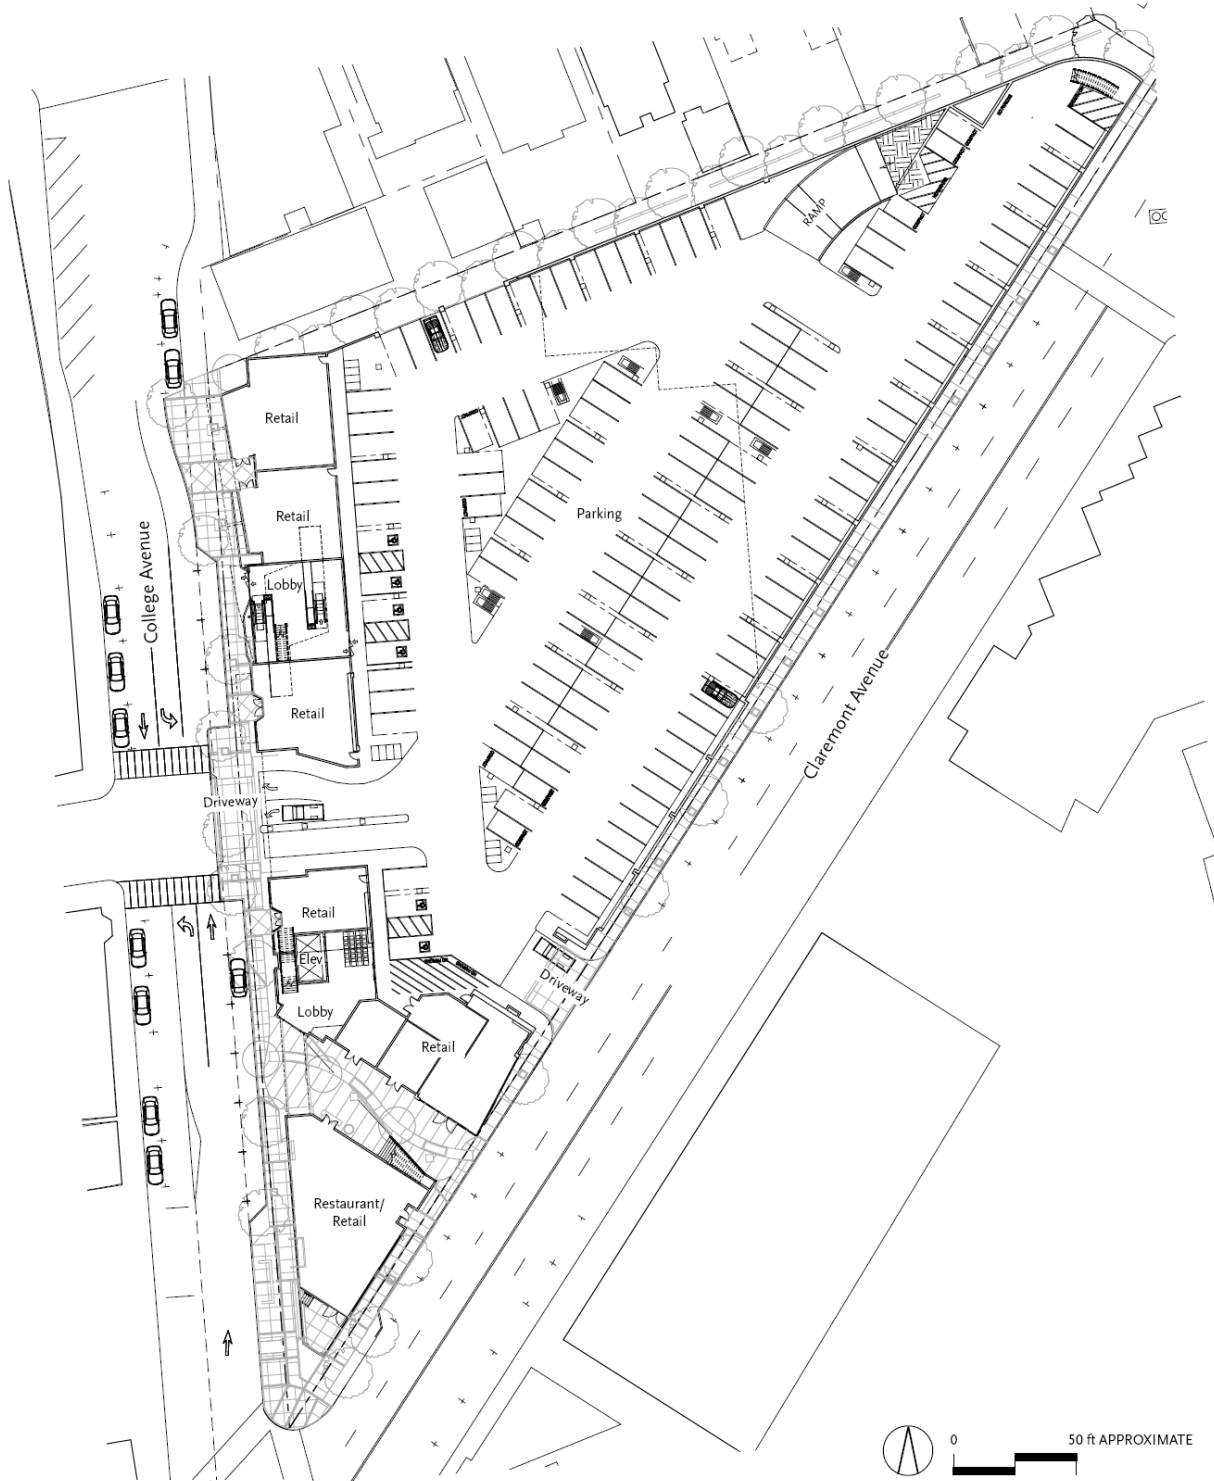 RAMP
Retail
Retail
Parking
College Avenue
Lobby
Retail
Claremont Avenue
Driveway
Retail
Elev
Driveway
Lobby
Retail
Restaurant/
Retail
0
50 ft APPROXIMATE